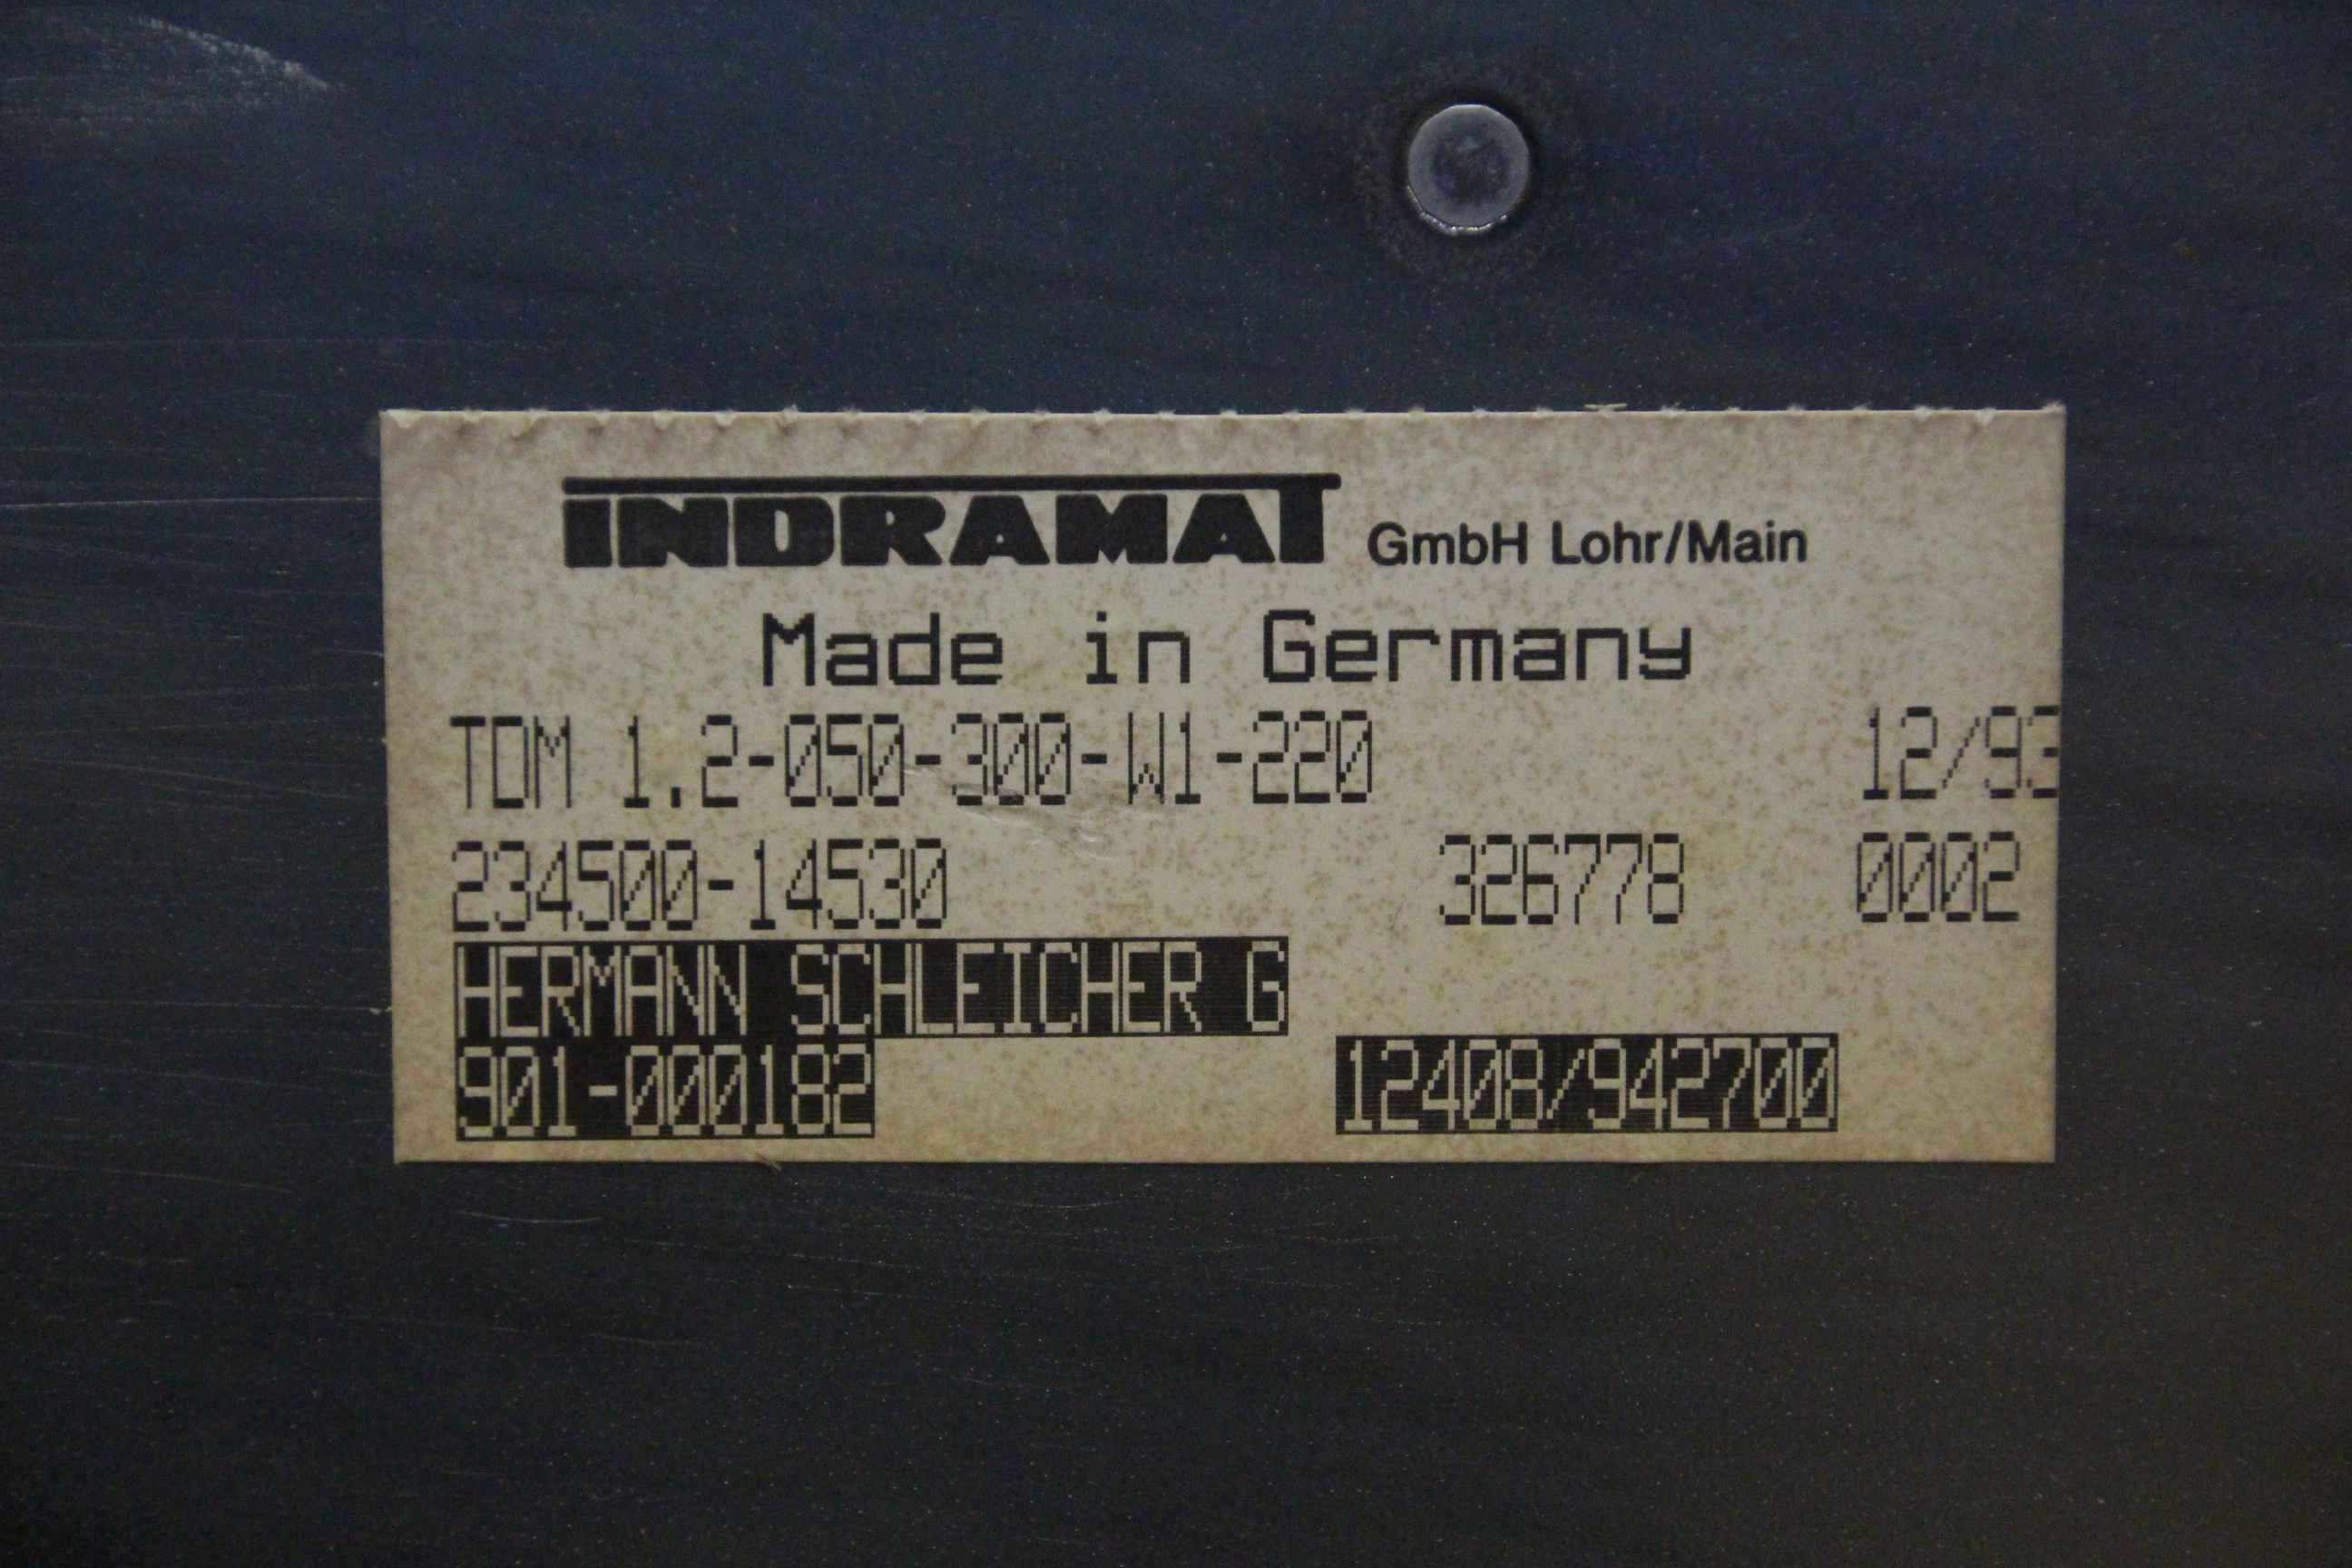 INDRAMAT GmbH Lohr/Main
Made in Germany
TDM 1.2-050-300-W1-220 12/93
234500-14530 326778 0002
HERMANN SCHLEICHER G
901-000182 12408/942700